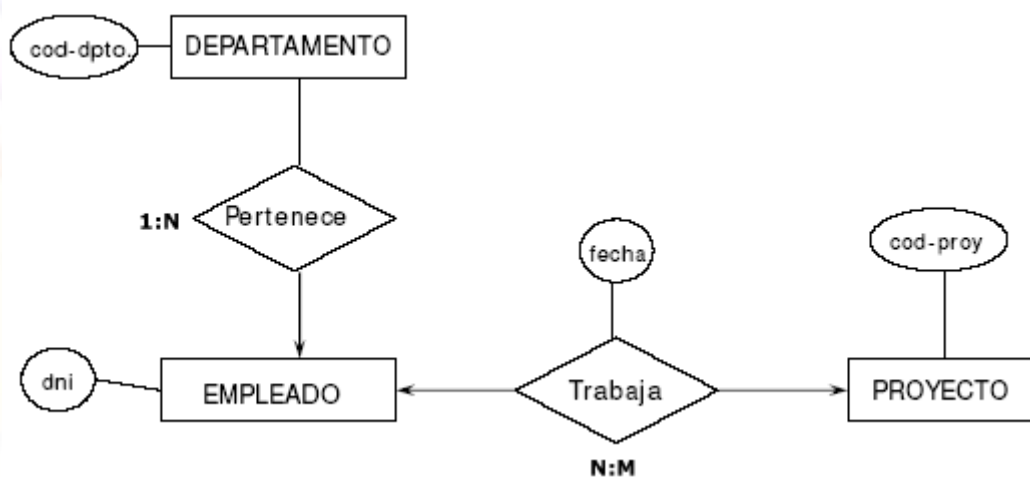 cod-dpto.
DEPARTAMENTO
1:N
Pertenece
fecha
cod-proy
dni
EMPLEADO
Trabaja
PROYECTO
N:M